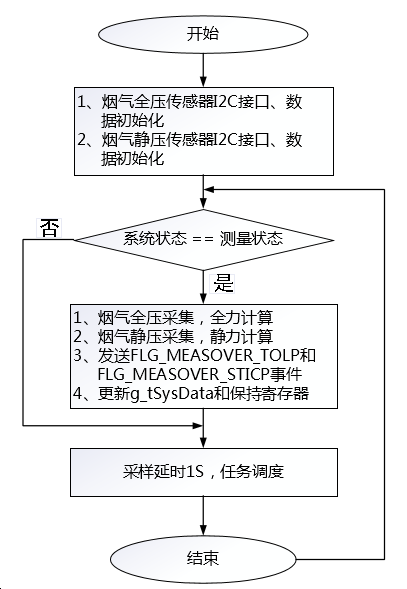 开始
1、烟气全压传感器I2C接口、数
据初始化
2、烟气静压传感器I2C接口、数
据初始化
系统状态 == 测量状态
否
是
1、烟气全压采集，全力计算
2、烟气静压采集，静力计算
3、发送FLG_MEASOVER_TOLP和
FLG_MEASOVER_STICP事件
4、更新g_tSysData和保持寄存器
采样延时1S，任务调度
结束